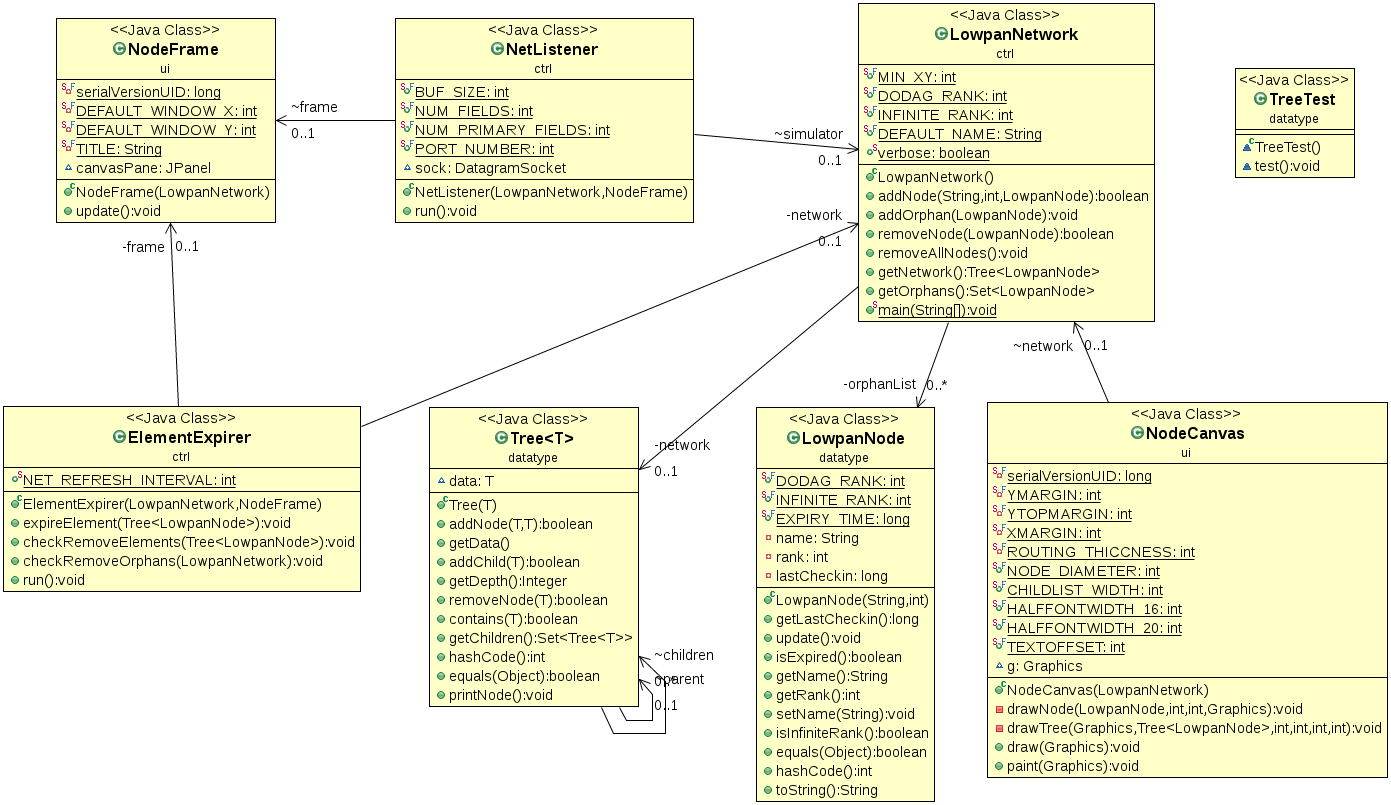 <<Java Class>>
NodeFrame
ui
serialVersionUID: long
DEFAULT_WINDOW_X: int
DEFAULT_WINDOW_Y: int
TITLE: String
canvasPane: JPanel
NodeFrame(LowpanNetwork)
update():void
<<Java Class>>
NetListener
ctrl
BUF_SIZE: int
NUM_FIELDS: int
NUM_PRIMARY_FIELDS: int
PORT_NUMBER: int
sock: DatagramSocket
NetListener(LowpanNetwork,NodeFrame)
run():void
<<Java Class>>
LowpanNetwork
ctrl
MIN_XY: int
DODAG_RANK: int
INFINITE_RANK: int
DEFAULT_NAME: String
verbose: boolean
LowpanNetwork()
addNode(String,int,LowpanNode):boolean
addOrphan(LowpanNode):void
removeNode(LowpanNode):boolean
removeAllNodes():void
getNetwork():Tree<LowpanNode>
getOrphans():Set<LowpanNode>
main(String[]):void
<<Java Class>>
TreeTest
datatype
TreeTest()
test():void
~frame
0..1
~simulator
0..1
-network
0..1
-frame
0..1
-orphanList
0..*
~network
0..1
-network
0..1
<<Java Class>>
ElementExpirer
ctrl
NET_REFRESH_INTERVAL: int
ElementExpirer(LowpanNetwork,NodeFrame)
expireElement(Tree<LowpanNode>):void
checkRemoveElements(Tree<LowpanNode>):void
checkRemoveOrphans(LowpanNetwork):void
run():void
<<Java Class>>
Tree<T>
datatype
data: T
Tree(T)
addNode(T,T):boolean
getData()
addChild(T):boolean
getDepth():Integer
removeNode(T):boolean
contains(T):boolean
getChildren():Set<Tree<T>>
hashCode():int
equals(Object):boolean
printNode():void
~children
0..*
~parent
0..1
<<Java Class>>
LowpanNode
datatype
DODAG_RANK: int
INFINITE_RANK: int
EXPIRY_TIME: long
name: String
rank: int
lastCheckin: long
LowpanNode(String,int)
getLastCheckin():long
update():void
isExpired():boolean
getName():String
getRank():int
setName(String):void
isInfiniteRank():boolean
equals(Object):boolean
hashCode():int
toString():String
<<Java Class>>
NodeCanvas
ui
serialVersionUID: long
YMARGIN: int
YTOPMARGIN: int
XMARGIN: int
ROUTING_THICCNESS: int
NODE_DIAMETER: int
CHILDLIST_WIDTH: int
HALFFONTWIDTH_16: int
HALFFONTWIDTH_20: int
TEXTOFFSET: int
g: Graphics
NodeCanvas(LowpanNetwork)
drawNode(LowpanNode,int,int,Graphics):void
drawTree(Graphics,Tree<LowpanNode>,int,int,int,int):void
draw(Graphics):void
paint(Graphics):void